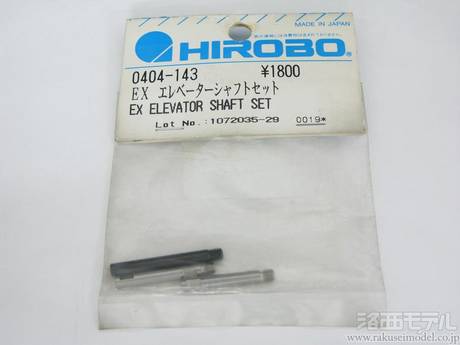 MADE IN JAPAN
HIROBO®
0404-143 ¥1800
EX エレベーターシャフトセット
EX ELEVATOR SHAFT SET
Lot No.:1072035-29 0019*
洛西モデル
www.rakuseimodel.co.jp